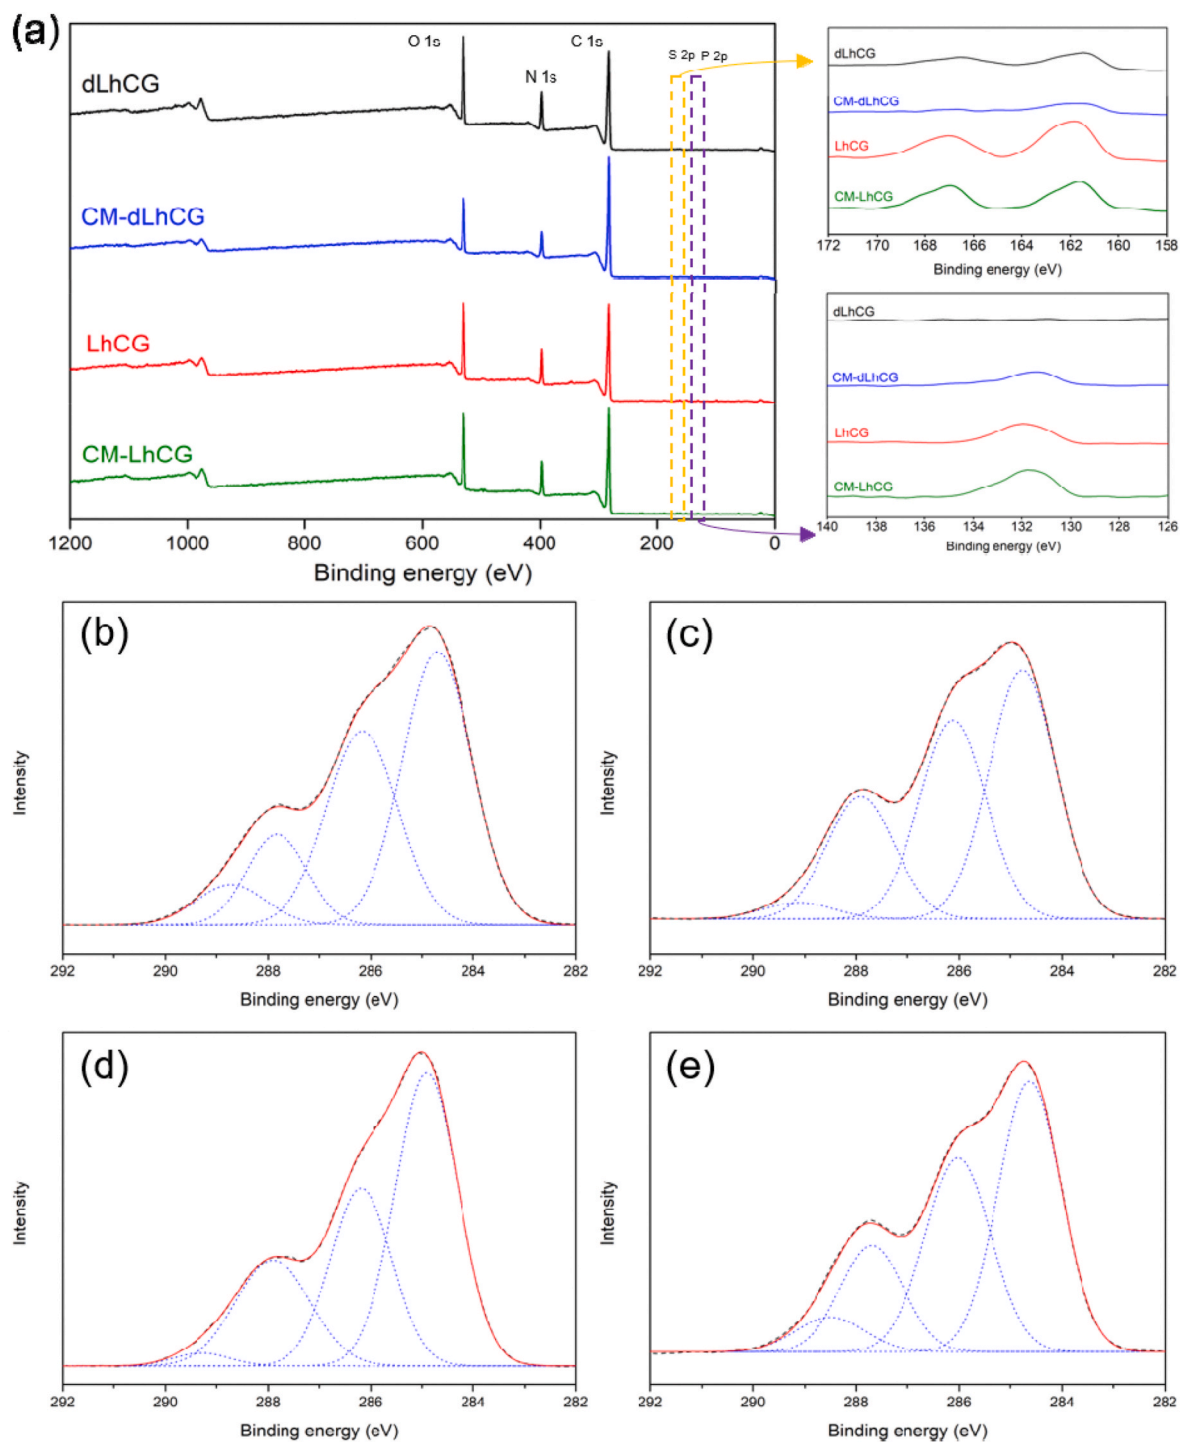 (a)
O 1s
C 1s
N 1s
S 2p
P 2p
dLhCG
CM-dLhCG
LhCG
CM-LhCG
1200
1000
800
600
400
200
0
Binding energy (eV)
dLhCG
CM-dLhCG
LhCG
CM-LhCG
172
170
168
166
164
162
160
158
Binding energy (eV)
dLhCG
CM-dLhCG
LhCG
CM-LhCG
140
138
136
134
132
130
128
126
Binding energy (eV)
(b)
Intensity
292
290
288
286
284
282
Binding energy (eV)
(c)
Intensity
292
290
288
286
284
282
Binding energy (eV)
(d)
Intensity
292
290
288
286
284
282
Binding energy (eV)
(e)
Intensity
292
290
288
286
284
282
Binding energy (eV)